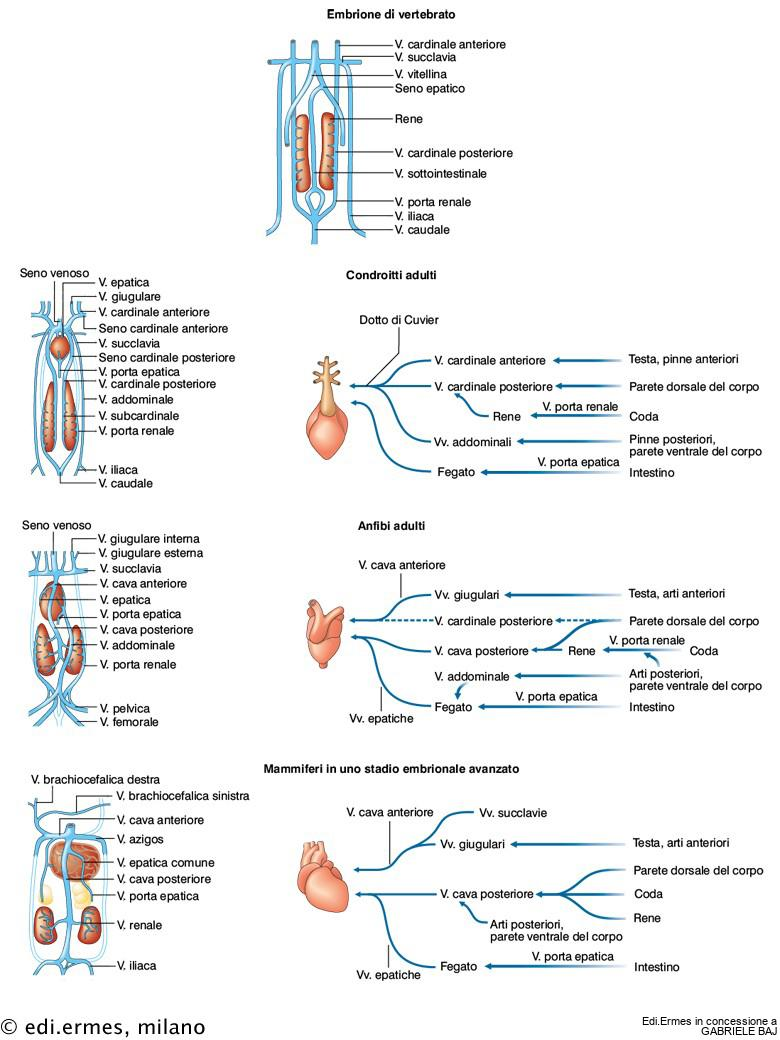 Embrione di vertebrato
V. cardinale anteriore
V. succlavia
V. vitellina
Seno epatico
Rene
V. cardinale posteriore
V. sottointestinale
V. porta renale
V. iliaca
V. caudale
Condroitti adulti
Seno venoso
V. epatica
V. giugulare
V. cardinale anteriore
Seno cardinale anteriore
V. succlavia
Seno cardinale posteriore
V. porta epatica
V. cardinale posteriore
V. addominale
V. subcardinale
V. porta renale
V. iliaca
V. caudale
Dotto di Cuvier
V. cardinale anteriore
Testa, pinne anteriori
V. cardinale posteriore
Parete dorsale del corpo
V. porta renale
Rene
Coda
Vv. addominali
Pinne posteriori,
parete ventrale del corpo
V. porta epatica
Fegato
Intestino
Anfibi adulti
Seno venoso
V. giugulare interna
V. giugulare esterna
V. succlavia
V. cava anteriore
V. epatica
V. porta epatica
V. cava posteriore
V. addominale
V. porta renale
V. pelvica
V. femorale
V. cava anteriore
Vv. giugulari
Testa, arti anteriori
V. cardinale posteriore
Parete dorsale del corpo
V. porta renale
V. cava posteriore
Rene
Coda
V. addominale
Arti posteriori,
parete ventrale del corpo
V. porta epatica
Fegato
Intestino
Vv. epatiche
Mammiferi in uno stadio embrionale avanzato
V. brachiocefalica destra
V. brachiocefalica sinistra
V. cava anteriore
V. azigos
V. epatica comune
V. cava posteriore
V. porta epatica
V. renale
V. iliaca
V. cava anteriore
Vv. succlavie
Vv. giugulari
Testa, arti anteriori
Parete dorsale del corpo
V. cava posteriore
Coda
Rene
Arti posteriori,
parete ventrale del corpo
V. porta epatica
Fegato
Intestino
Vv. epatiche
© edi.ermes, milano
Edi.Ermes in concessione a
GABRIELE BAJ